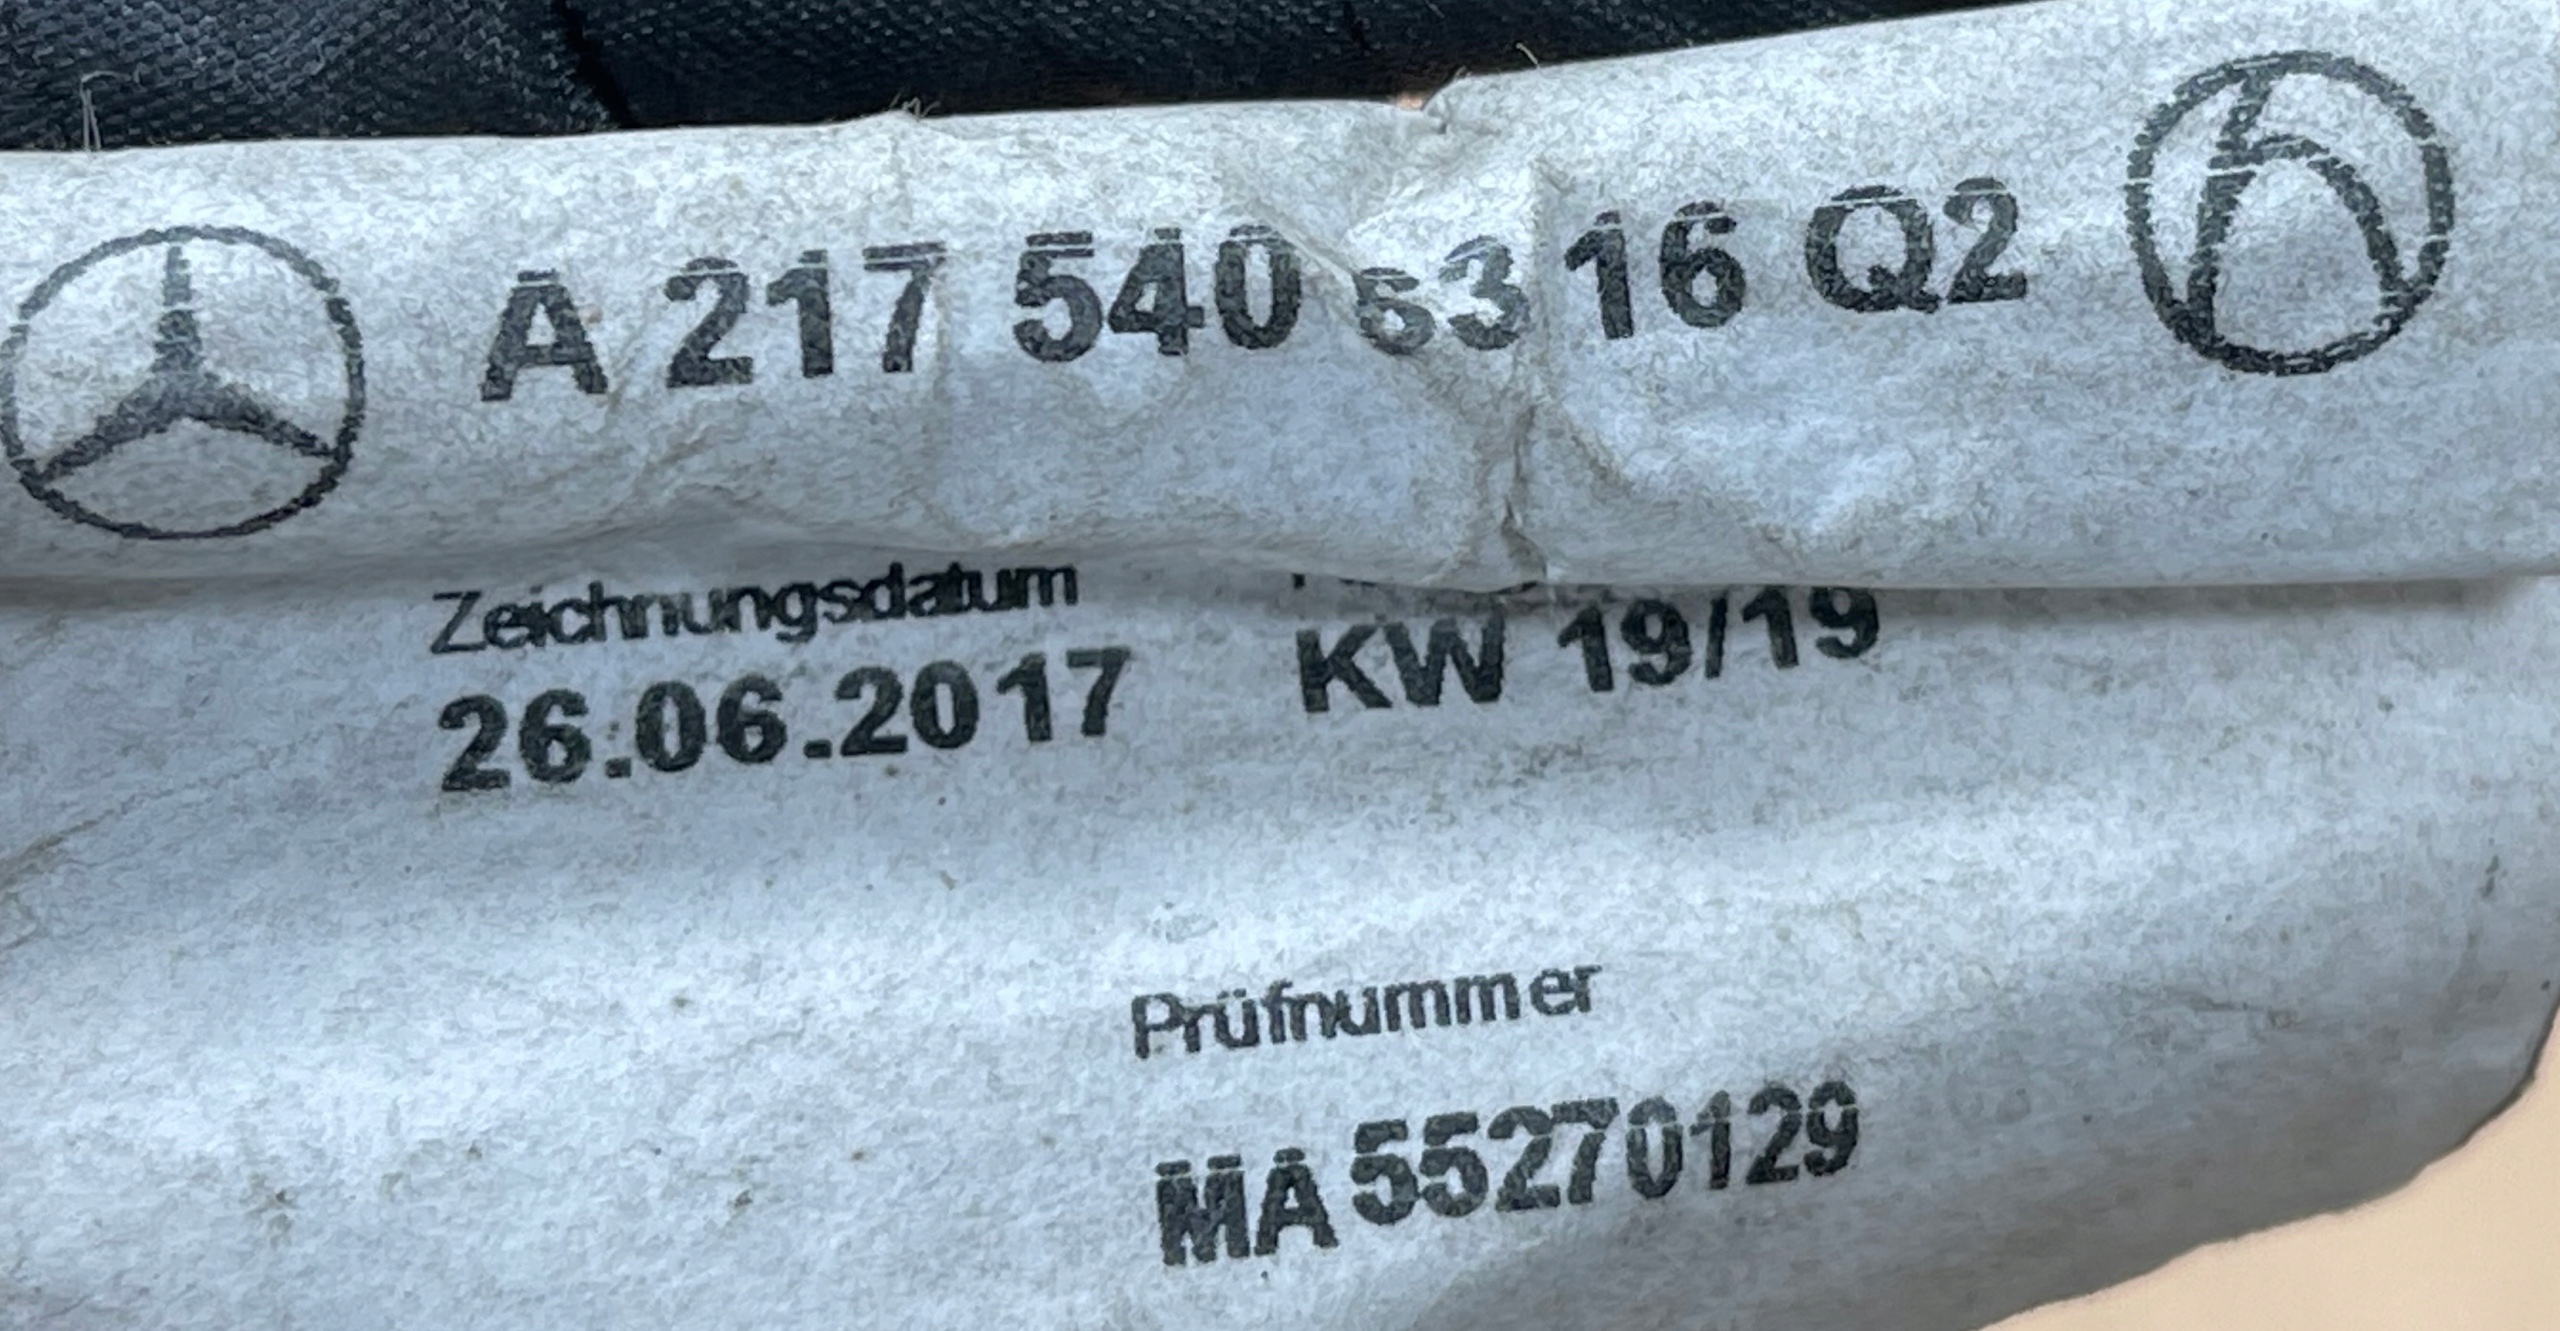 A 217 540 63 16 Q2
Zeichnungsdatum
26.06.2017 KW 19/19
Prüfnummer
MA 55270129